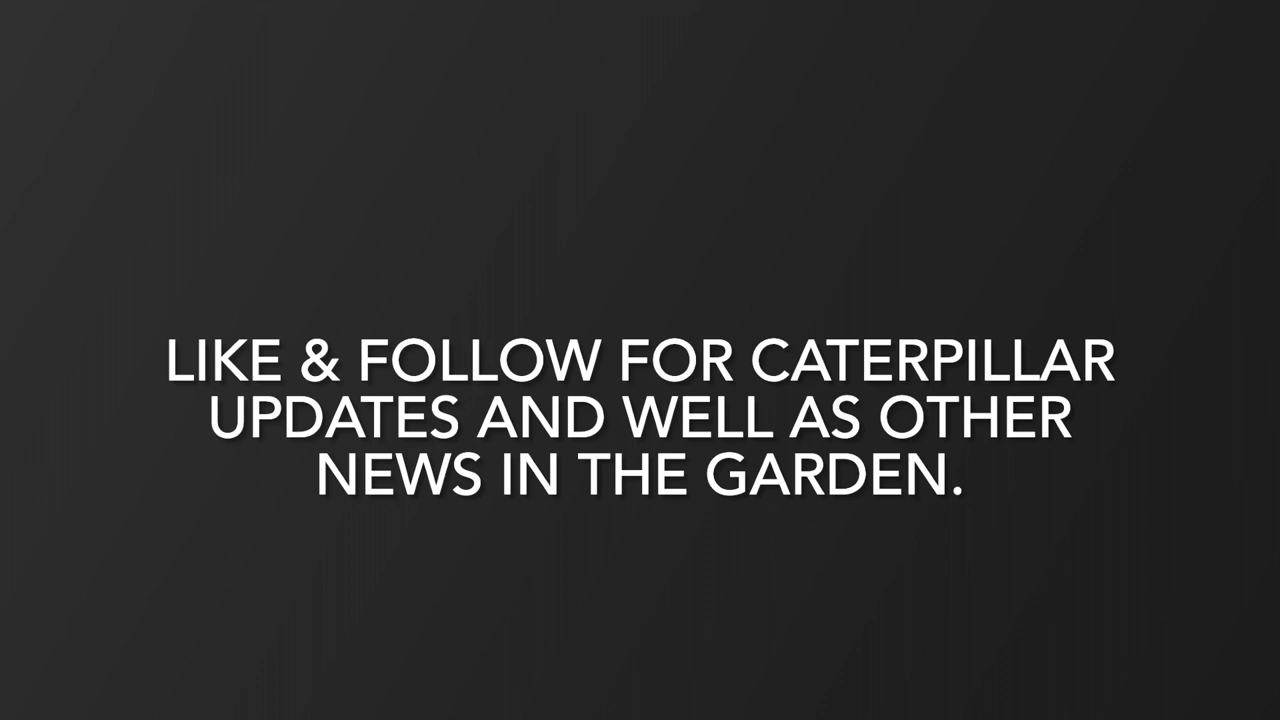 LIKE & FOLLOW FOR CATERPILLAR
UPDATES AND WELL AS OTHER
NEWS IN THE GARDEN.